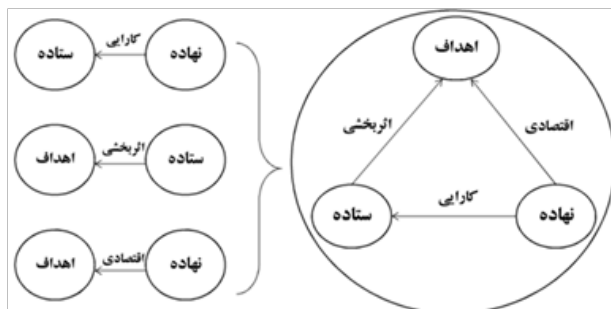 اهداف
اثربخشی
اقتصادی
نهاده
کارایی
ستاده
نهاده
کارایی
ستاده
ستاده
اثربخشی
اهداف
نهاده
اقتصادی
اهداف